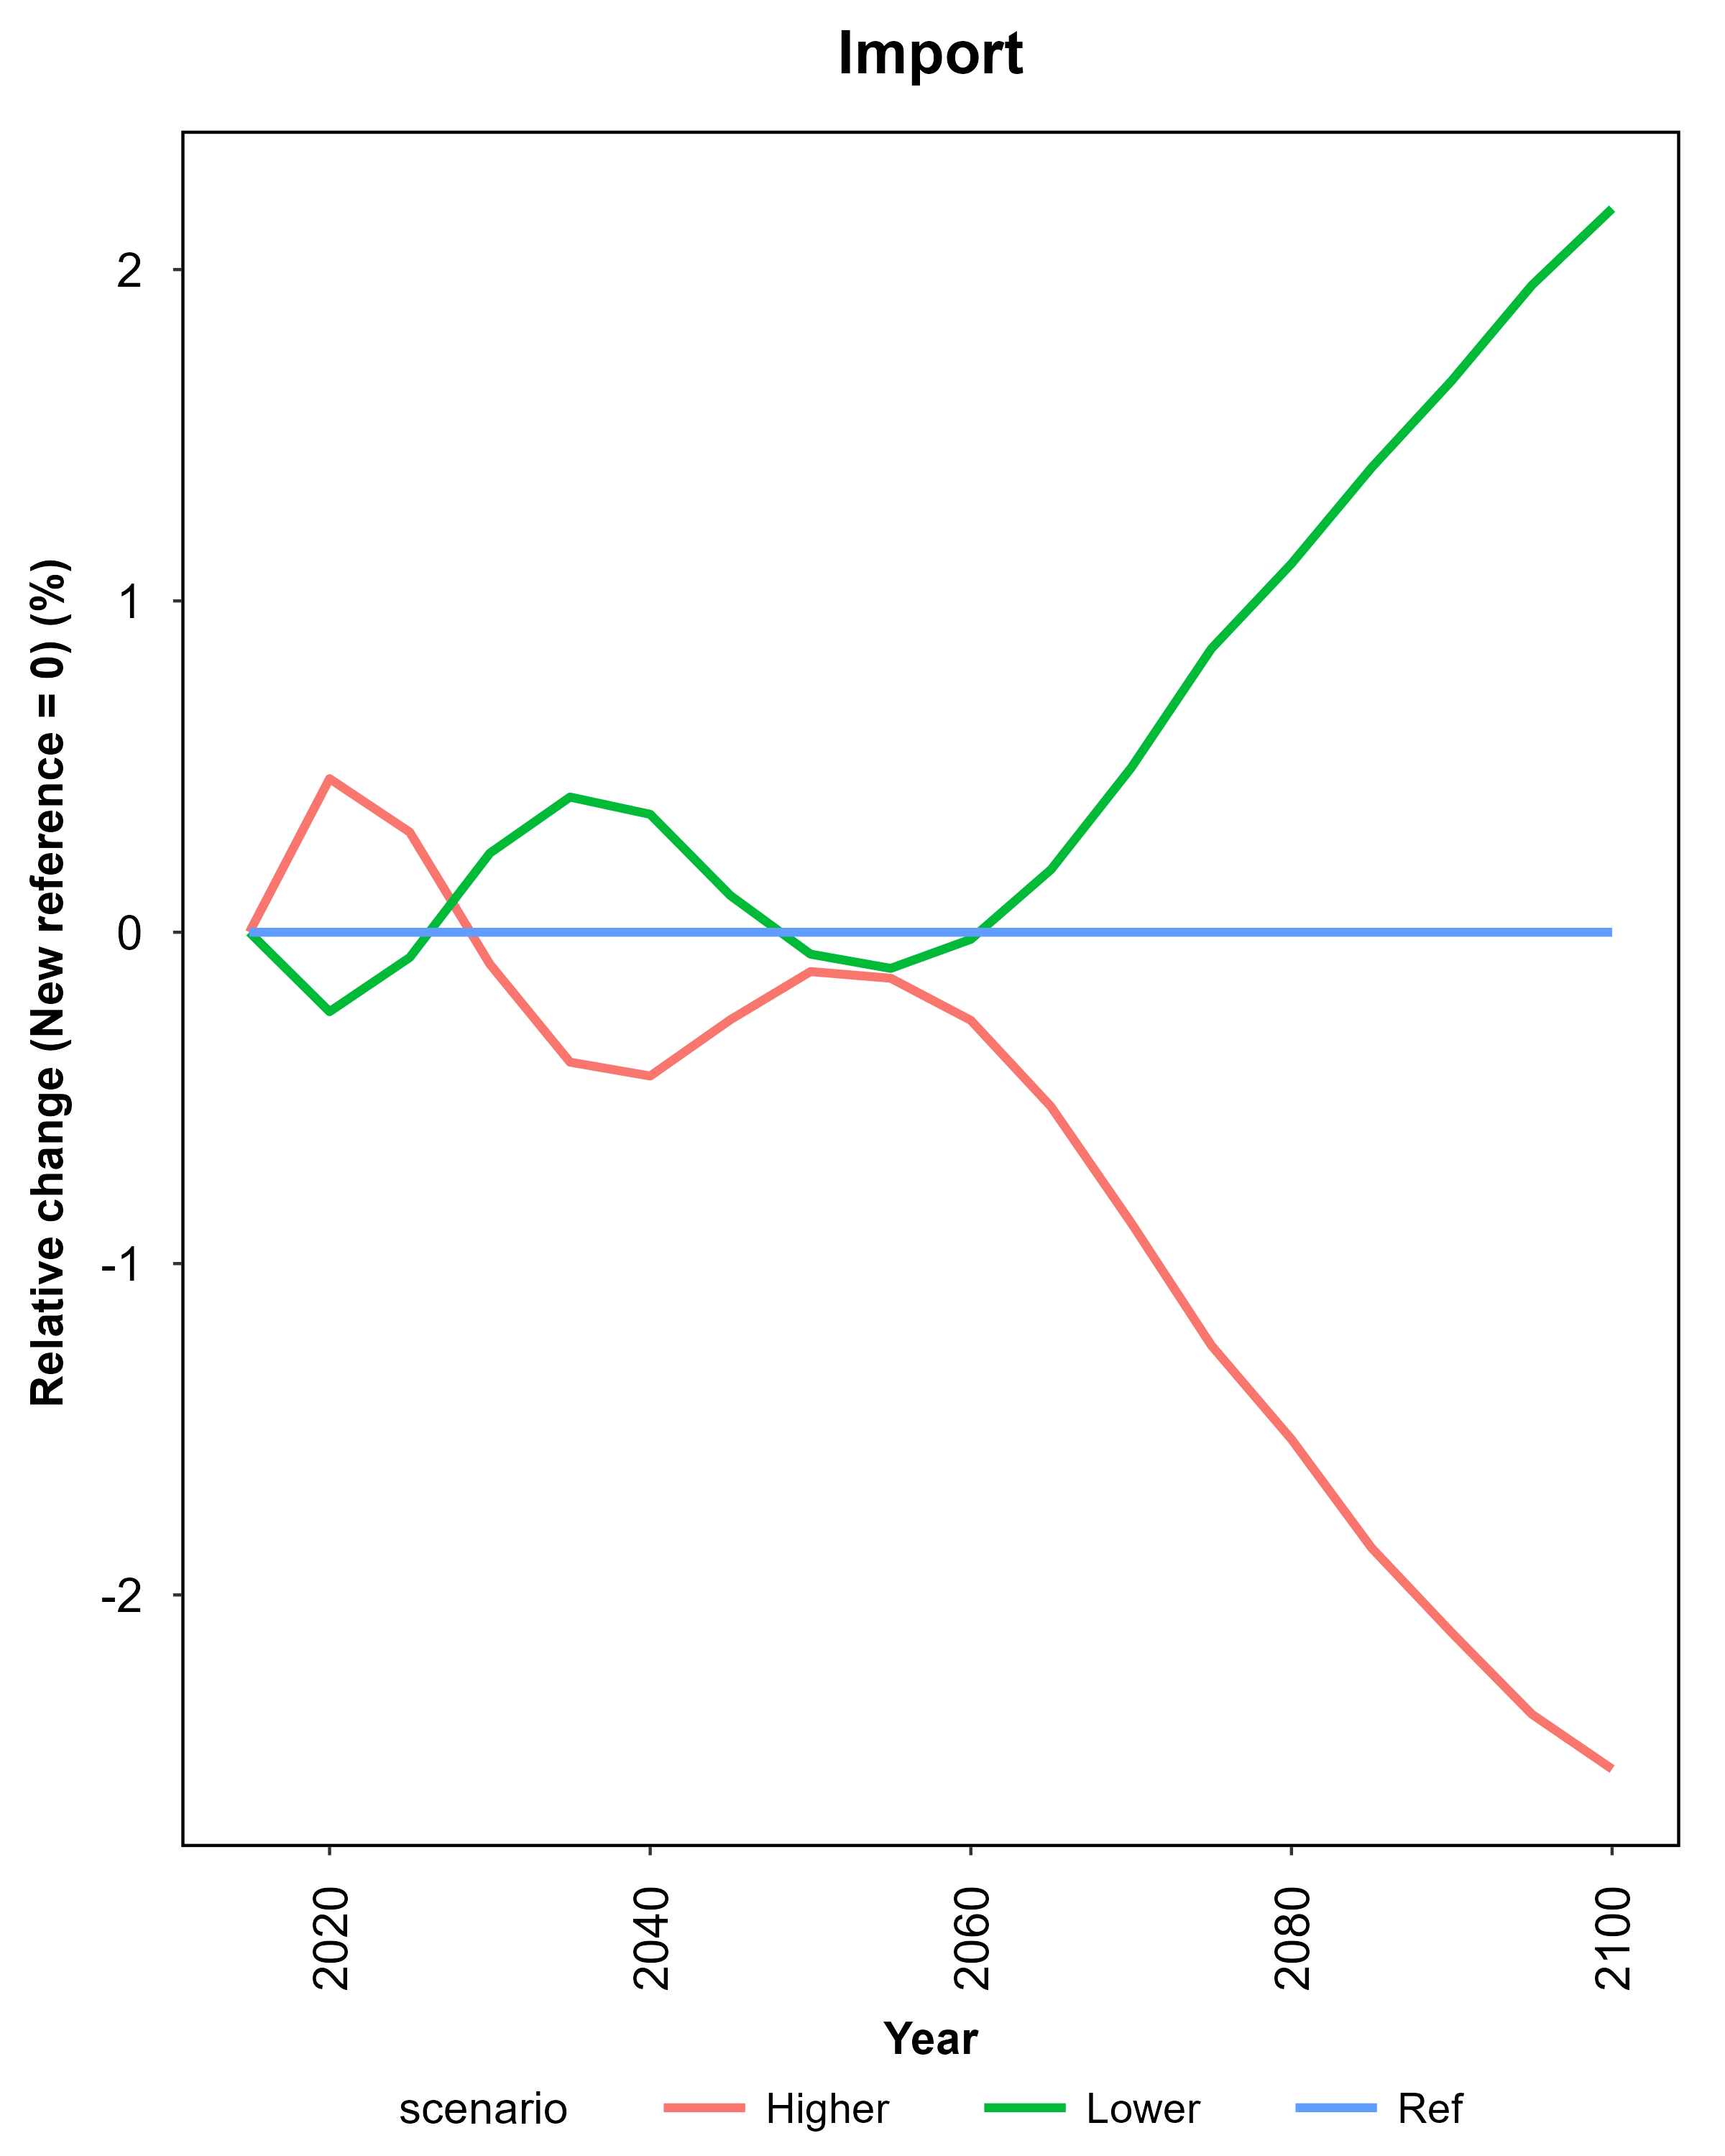 Import
Relative change (New reference = 0) (%)
2
1
0
-1
-2
2020 2040 2060 2080 2100
Year
scenario Higher Lower Ref